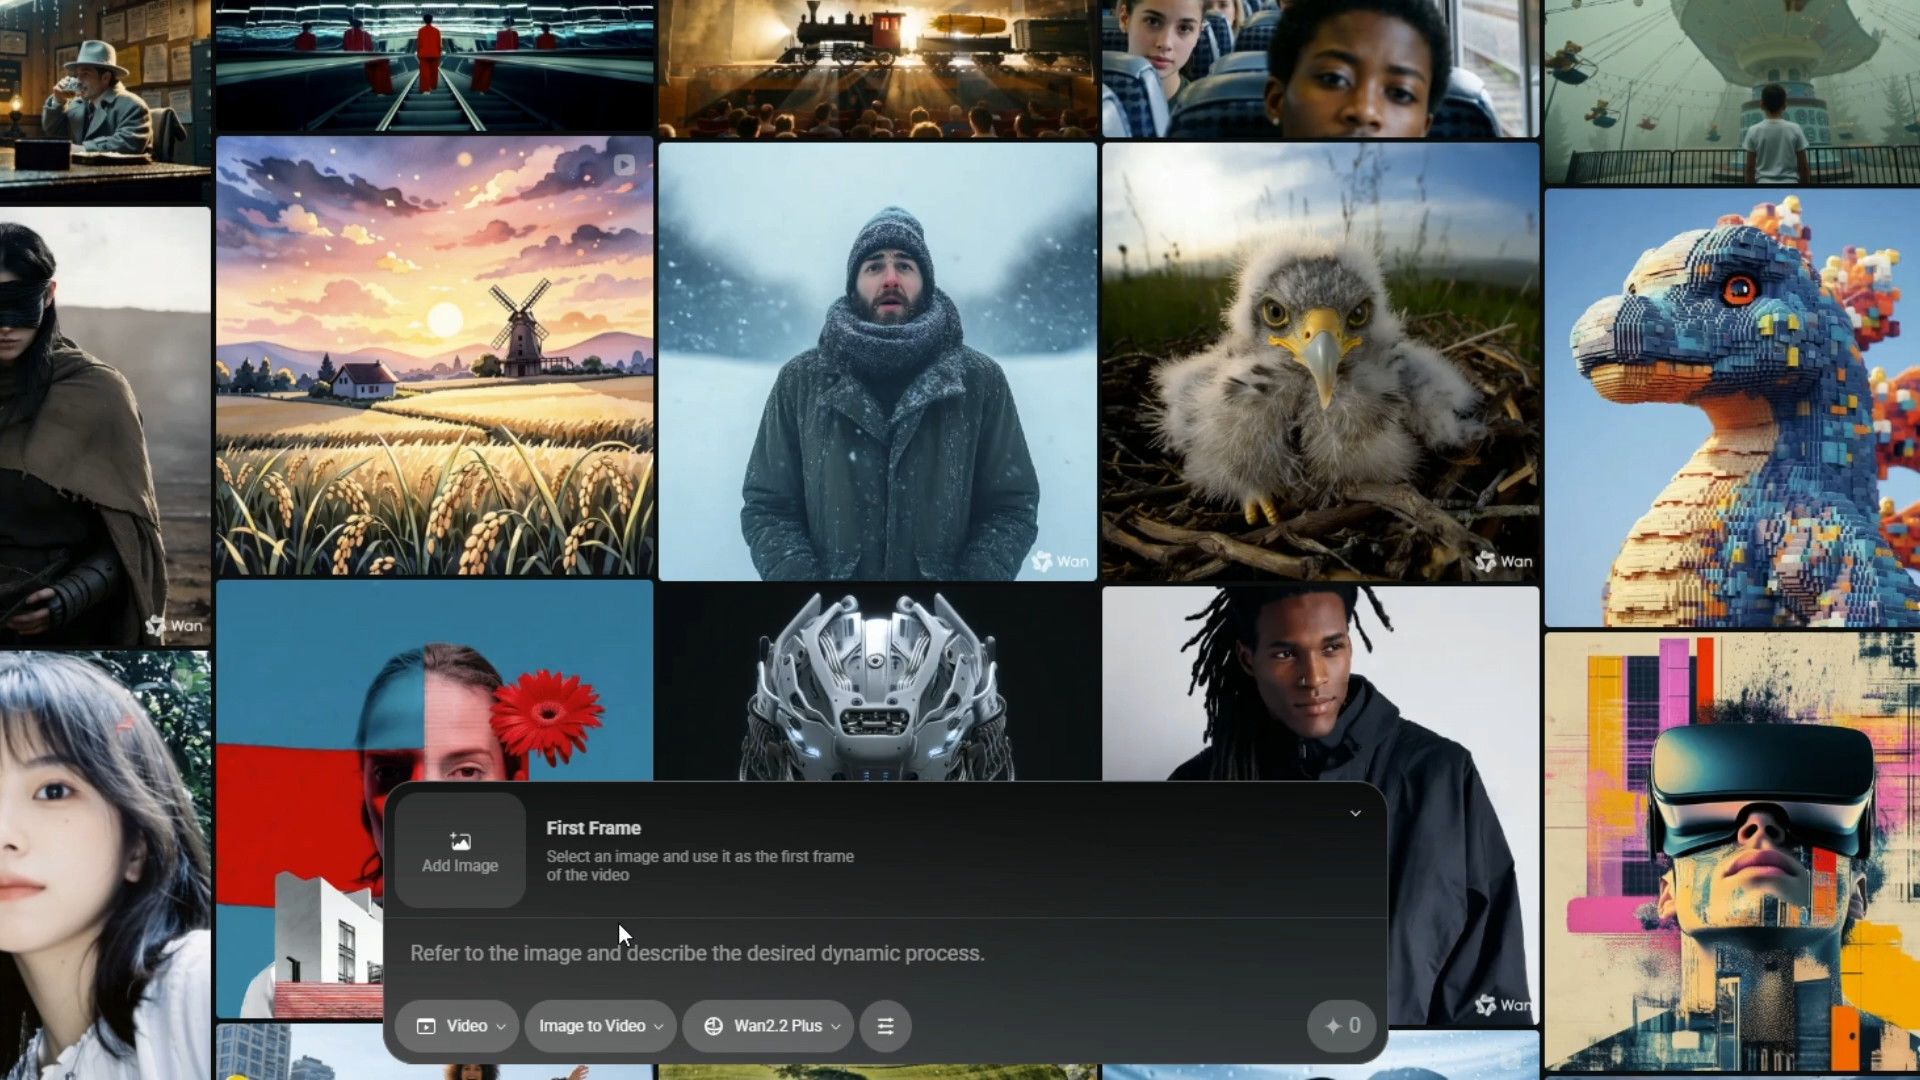 Wan
Wan
Wan
Wan
Add Image
First Frame
Select an image and use it as the first frame
of the video
Refer to the image and describe the desired dynamic process.
Video
Image to Video
Wan2.2 Plus
0